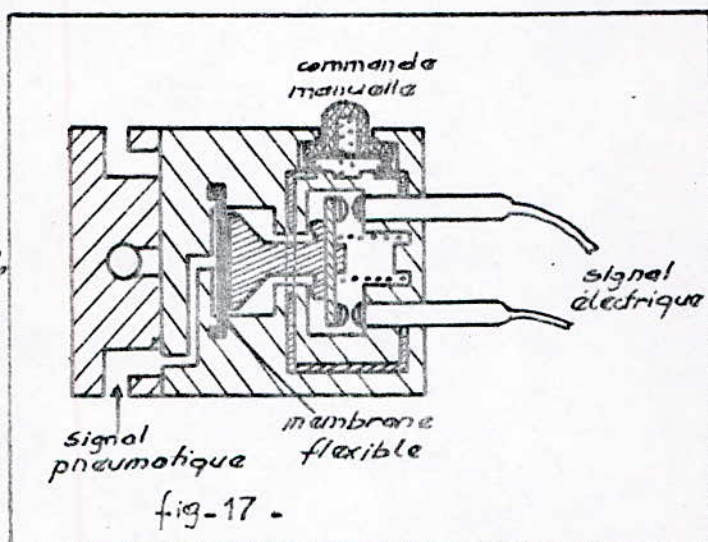 commande
manuelle
signal
électrique
membrane
flexible
signal
pneumatique
fig-17-